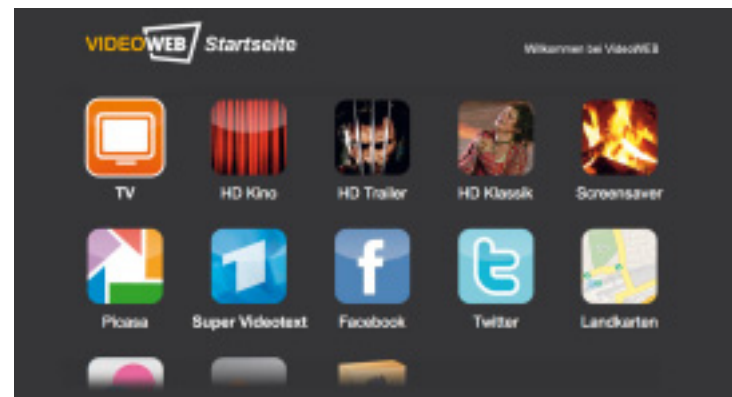 VIDEOWEB Startseite
Willkommen bei VideoWEB
TV HD Kino HD Trailer HD Klassik Screensaver
Picasa Super Videotext Facebook Twitter Landkarten